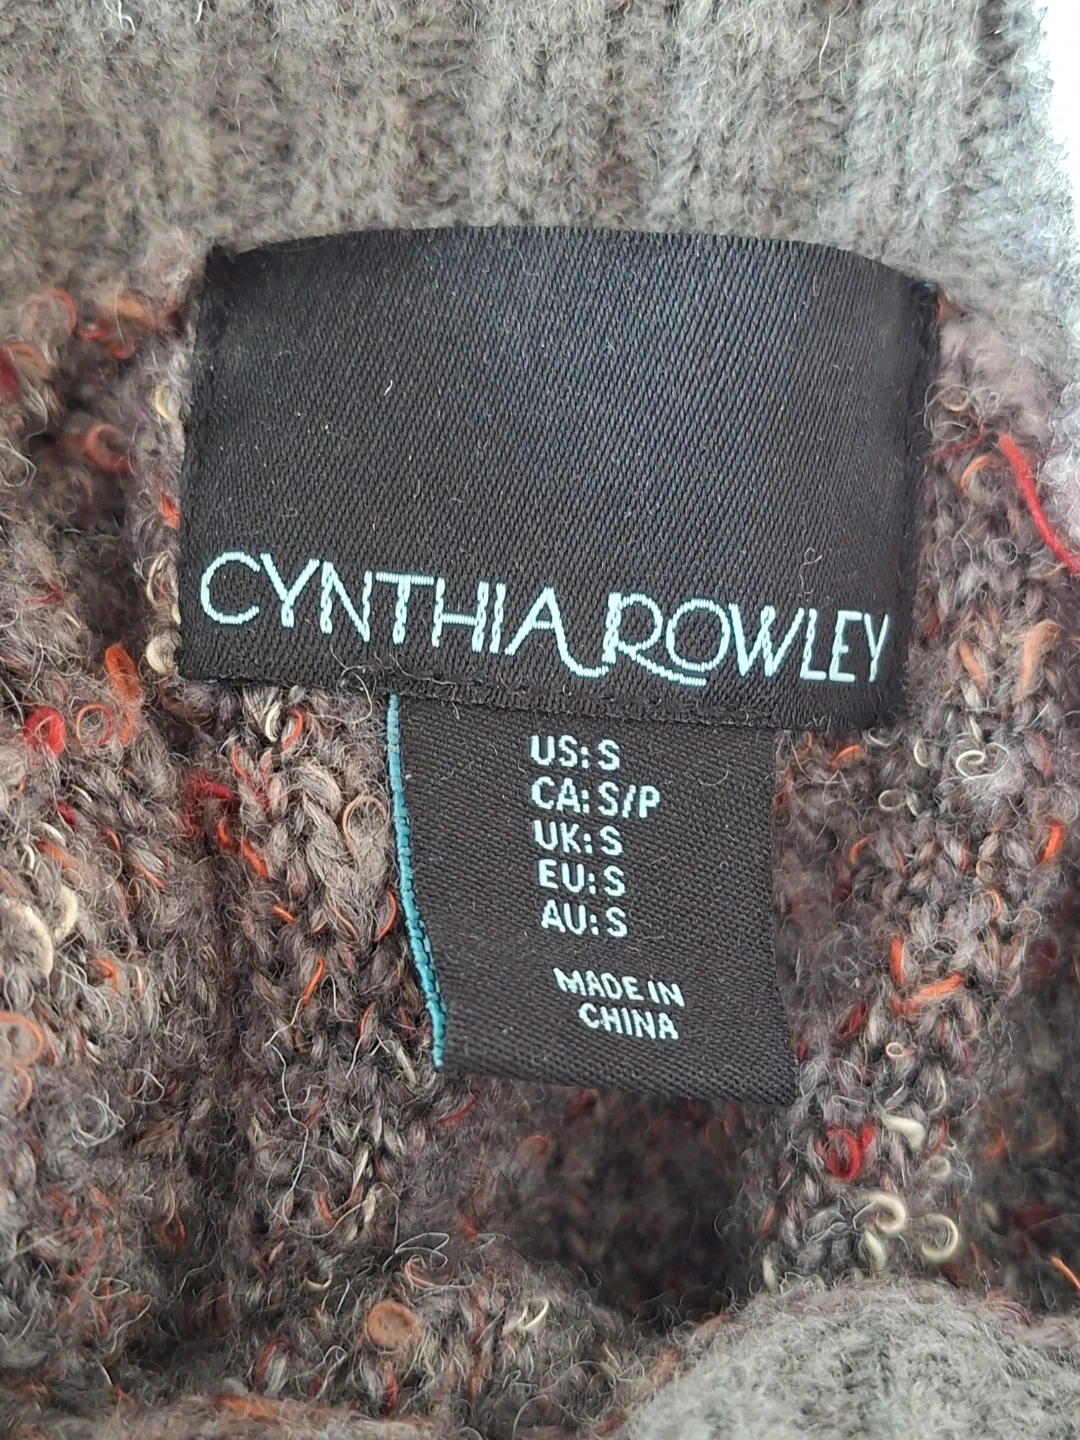 CYNTHIA ROWLEY
US: S
CA: S/P
UK: S
EU: S
AU: S
MADE IN
CHINA